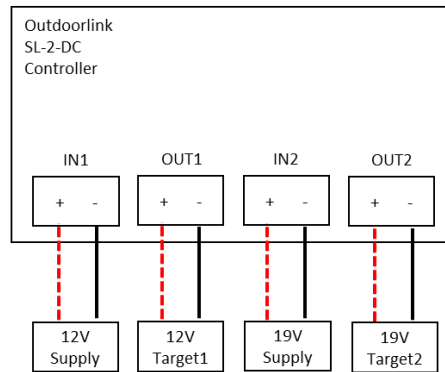 Outdoorlink
SL-2-DC
Controller
IN1 OUT1 IN2 OUT2
+ - + - + - + -
12V 12V 19V 19V
Supply Target1 Supply Target2